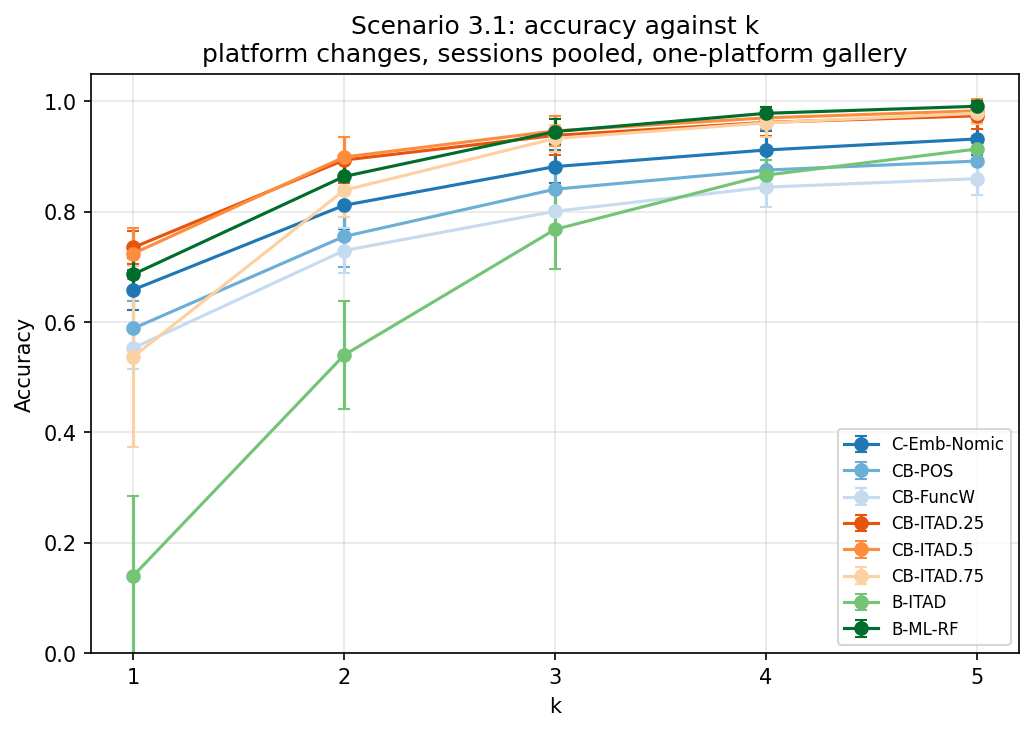 Scenario 3.1: accuracy against k
platform changes, sessions pooled, one-platform gallery
Accuracy
1.0
0.8
0.6
0.4
0.2
0.0
1 2 3 4 5
k
C-Emb-Nomic
CB-POS
CB-FuncW
CB-ITAD.25
CB-ITAD.5
CB-ITAD.75
B-ITAD
B-ML-RF